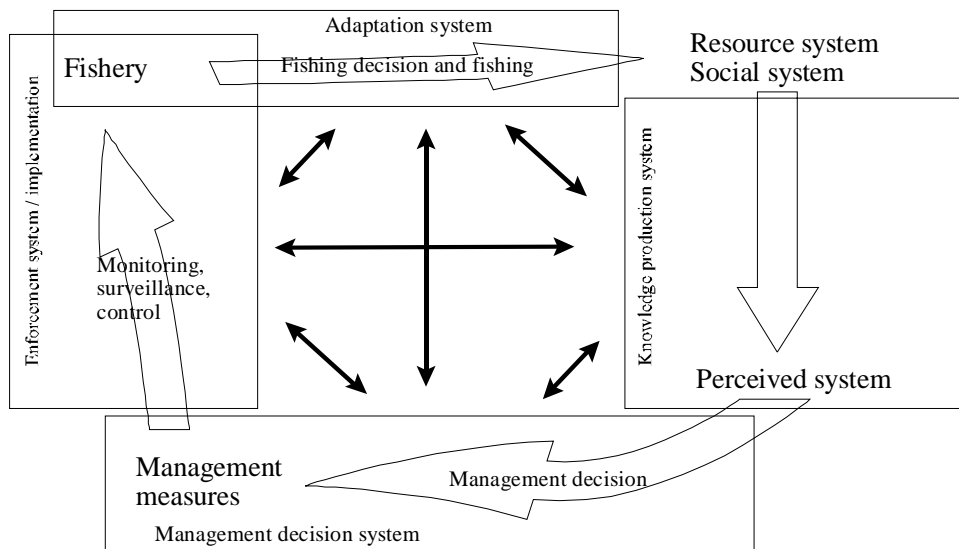 Adaptation system
Fishery
Fishing decision and fishing
Resource system
Social system
Enforcement system / implementation
Monitoring,
surveillance,
control
Knowledge production system
Perceived system
Management
measures
Management decision
Management decision system